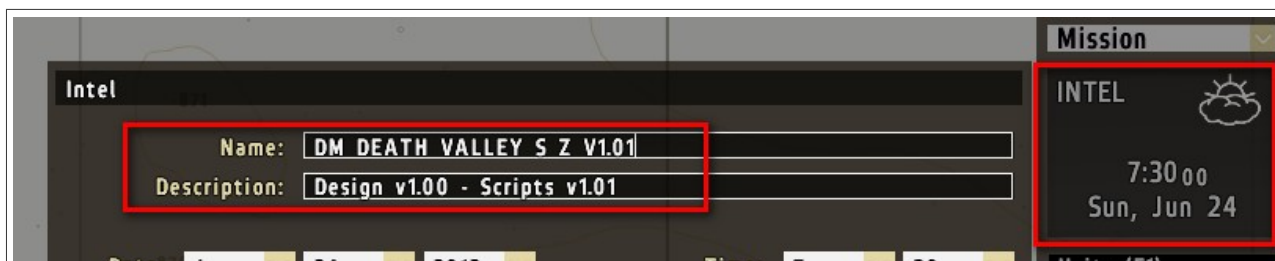 Mission
Intel
INTEL
Name: DM DEATH VALLEY S Z V1.01
Description: Design v1.00 - Scripts v1.01
7:30 00
Sun, Jun 24